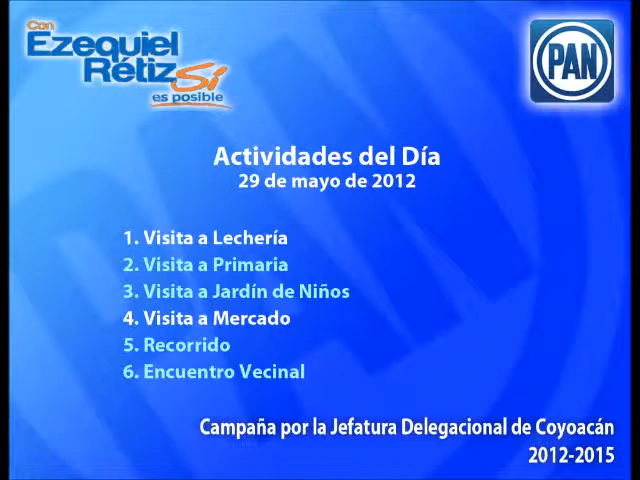 Con
Ezequiel
Rétiz Sí
es posible
PAN
Actividades del Día
29 de mayo de 2012
1. Visita a Lechería
2. Visita a Primaria
3. Visita a Jardín de Niños
4. Visita a Mercado
5. Recorrido
6. Encuentro Vecinal
Campaña por la Jefatura Delegacional de Coyoacán
2012-2015